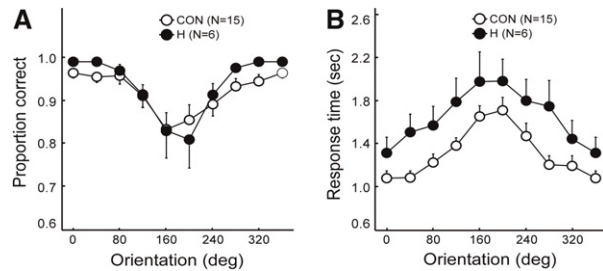 A
CON (N=15)
H (N=6)
Proportion correct
1.0
0.9
0.8
0.7
0.6
0 80 160 240 320
Orientation (deg)
B
CON (N=15)
H (N=6)
Response time (sec)
2.6
2.2
1.8
1.4
1.0
0.6
0 80 160 240 320
Orientation (deg)